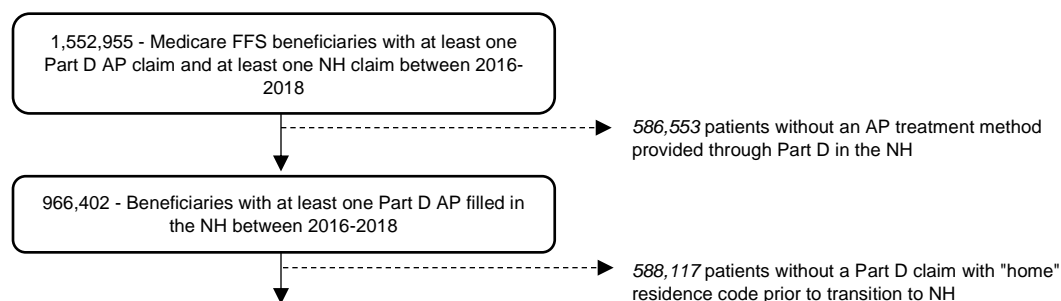 1,552,955 - Medicare FFS beneficiaries with at least one
Part D AP claim and at least one NH claim between 2016-
2018
586,553 patients without an AP treatment method
provided through Part D in the NH
966,402 - Beneficiaries with at least one Part D AP filled in
the NH between 2016-2018
588,117 patients without a Part D claim with "home"
residence code prior to transition to NH